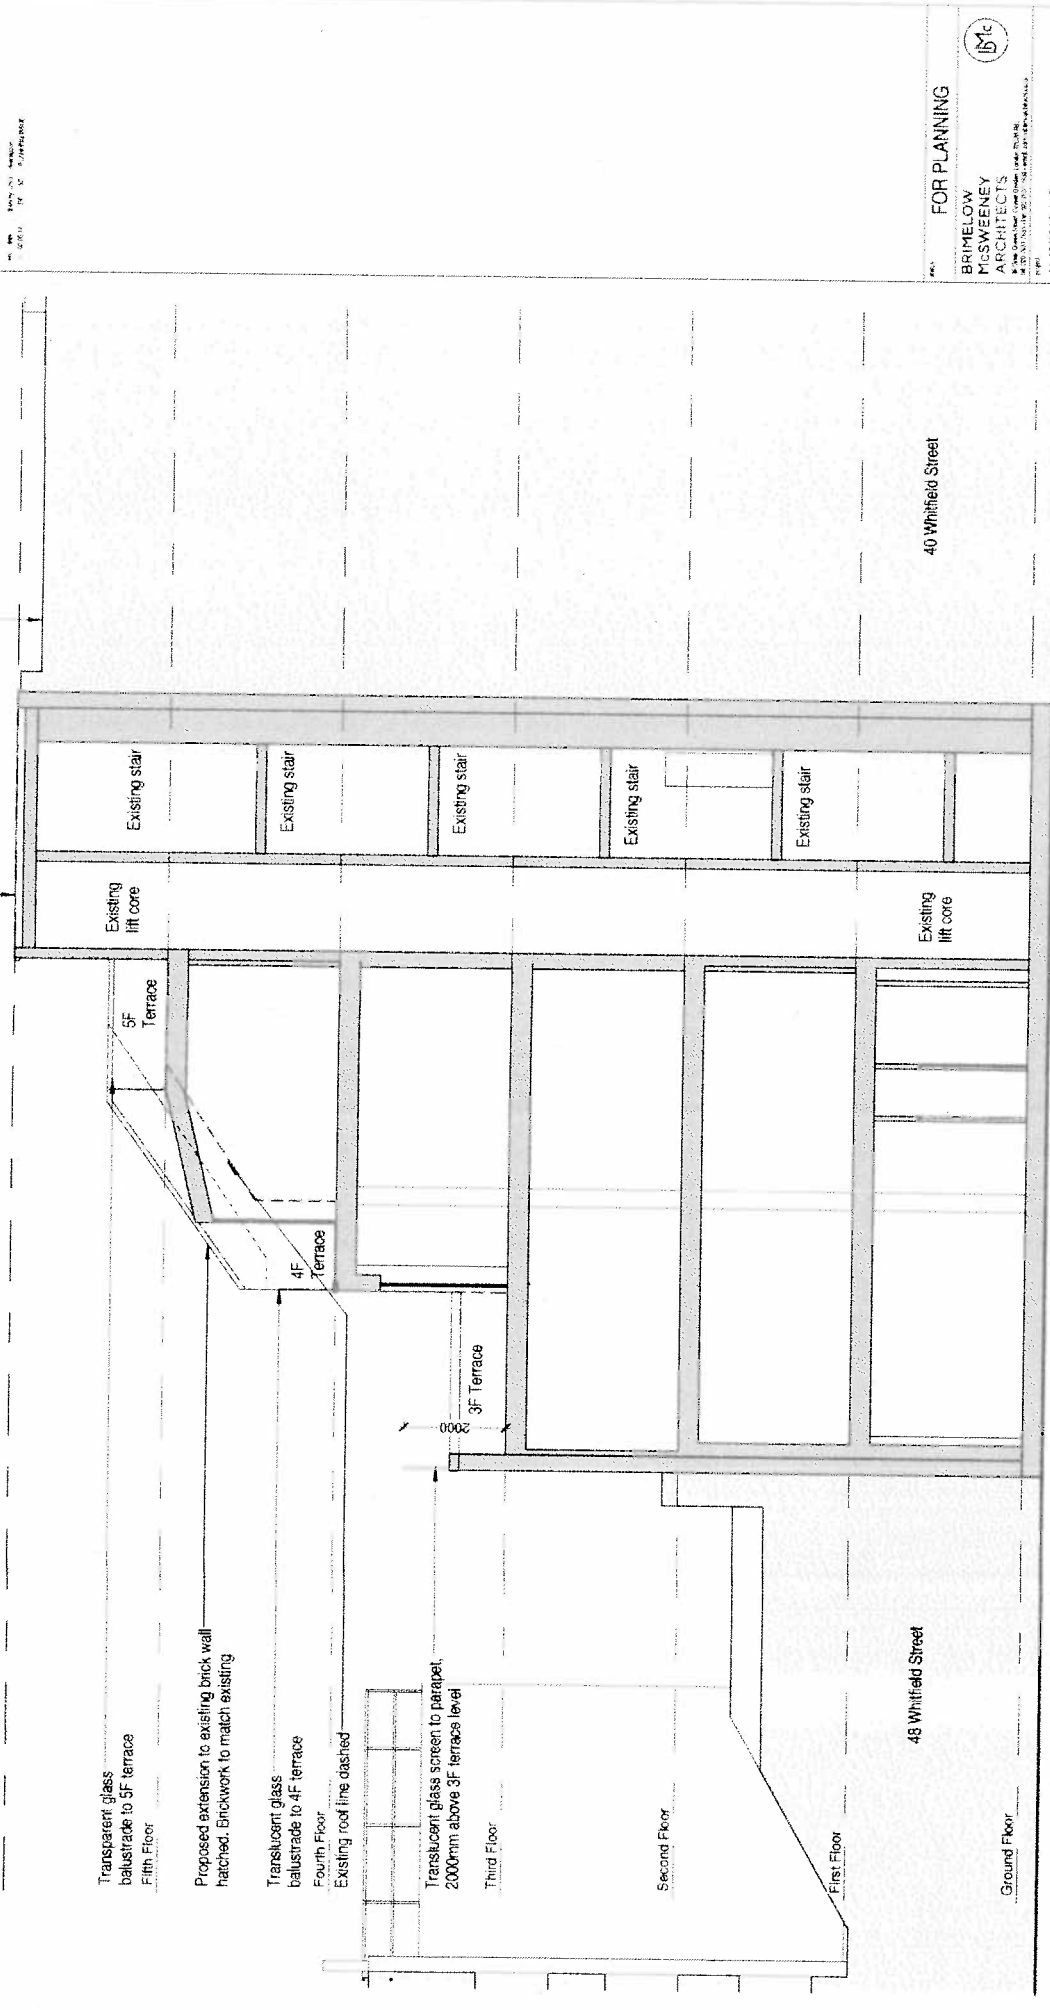 Transparent glass
balustrade to 5F terrace
Fifth Floor
Proposed extension to existing brick wall
hatched. Brickwork to match existing
Translucent glass
balustrade to 4F terrace
Fourth Floor
Existing roof line dashed
Translucent glass screen to parapet,
2000mm above 3F terrace level
Third Floor
Second Floor
First Floor
Ground Floor
48 Whitfield Street
2000
3F Terrace
4F
Terrace
5F
Terrace
Existing
lift core
Existing
lift core
Existing stair
Existing stair
Existing stair
Existing stair
Existing stair
40 Whitfield Street
FOR PLANNING
BRIMELOW
McSWEENEY
ARCHITECTS
BMc